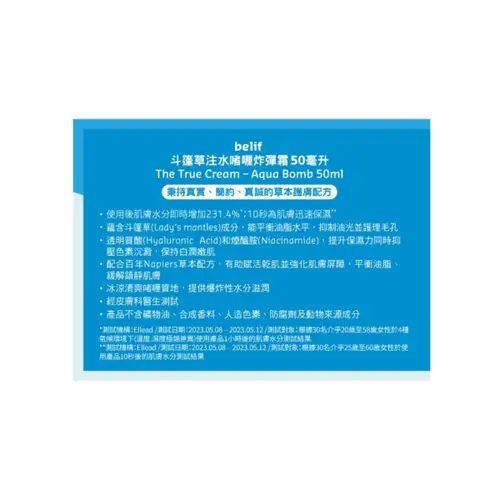 belif
斗篷草注水啫喱炸彈霜50毫升
The True Cream – Aqua Bomb 50ml
秉持真實、簡約、真誠的草本護膚配方
• 使用後肌膚水分即時增加231.4%*;10秒為肌膚迅速保濕**
• 蘊含斗篷草(Lady's mantles)成分，能平衡油脂水平，抑制油光並護理毛孔
• 透明質酸(Hyaluronic Acid)和煙醯胺(Niacinamide)，提升保濕力同時抑
壓色素沉澱，保持白潤嫩肌
• 配合百年Napiers草本配方，有助賦活乾肌並強化肌膚屏障，平衡油脂、
緩解鎮靜肌膚
• 冰涼清爽啫喱質地，提供爆炸性水分滋潤
• 經皮膚科醫生測試
• 產品不含礦物油、合成香料、人造色素、防腐劑及動物來源成分
*測試機構：Ellead /測試日期：2023.05.08 – 2023.05.12 /測試對象：根據30名介乎20歲至58歲女性於4種
氣候環境下(溫度,濕度極端差異)使用產品1小時後的肌膚水分測試結果
**測試機構：Ellead /測試日期：2023.05.08 – 2023.05.12 /測試對象：根據30名介乎25歲至60歲女性於使
用產品10秒後的肌膚水分測試結果